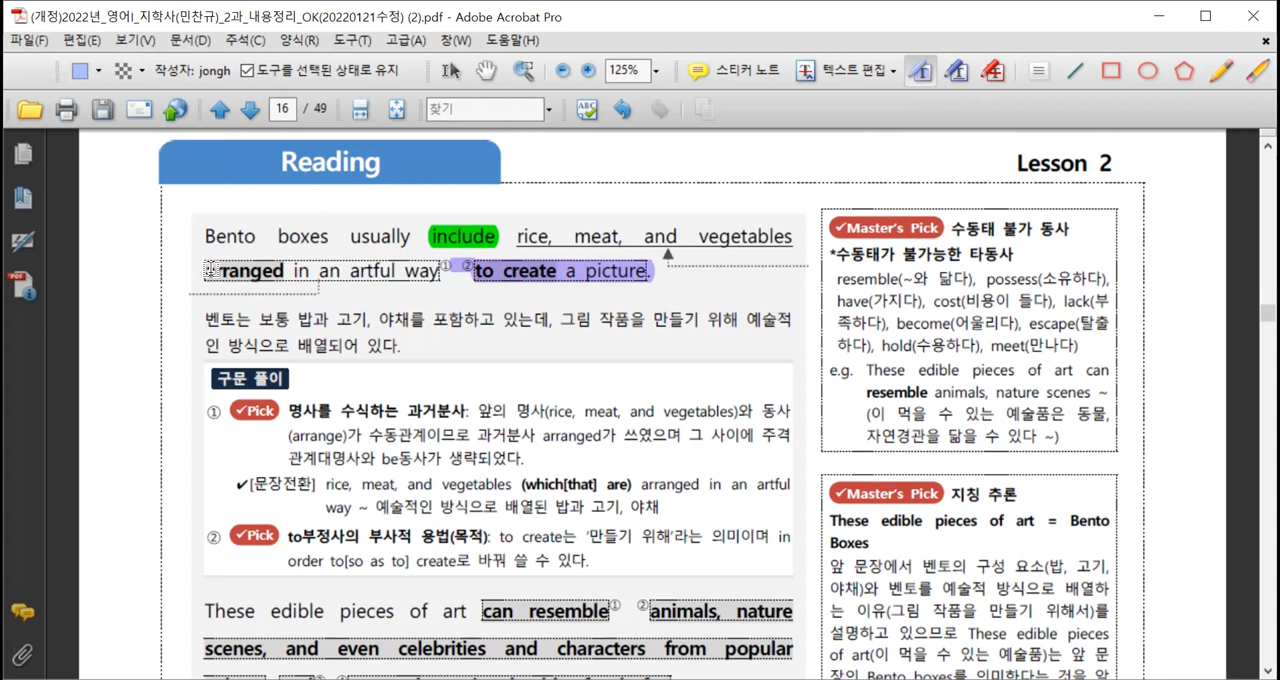 (개정)2022년_영어I_지학사(민찬규)_2과_내용정리_OK(20220121수정) (2).pdf - Adobe Acrobat Pro
파일(F) 편집(E) 보기(V) 문서(D) 주석(C) 양식(R) 도구(T) 고급(A) 창(W) 도움말(H)
작성자: jongh 도구를 선택된 상태로 유지 125% 스티커 노트 텍스트 편집
16 / 49 찾기
Reading
Lesson 2
Bento boxes usually include rice, meat, and vegetables
arranged in an artful way① ②to create a picture.
벤토는 보통 밥과 고기, 야채를 포함하고 있는데, 그림 작품을 만들기 위해 예술적
인 방식으로 배열되어 있다.
구문 풀이
① ✓Pick 명사를 수식하는 과거분사: 앞의 명사(rice, meat, and vegetables)와 동사
(arrange)가 수동관계이므로 과거분사 arranged가 쓰였으며 그 사이에 주격
관계대명사와 be동사가 생략되었다.
✔[문장전환] rice, meat, and vegetables (which[that] are) arranged in an artful
way ~ 예술적인 방식으로 배열된 밥과 고기, 야채
② ✓Pick to부정사의 부사적 용법(목적): to create는 ‘만들기 위해’라는 의미이며 in
order to[so as to] create로 바꿔 쓸 수 있다.
These edible pieces of art can resemble① ②animals, nature
scenes, and even celebrities and characters from popular
✓Master's Pick 수동태 불가 동사
*수동태가 불가능한 타동사
resemble(~와 닮다), possess(소유하다),
have(가지다), cost(비용이 들다), lack(부
족하다), become(어울리다), escape(탈출
하다), hold(수용하다), meet(만나다)
e.g. These edible pieces of art can
resemble animals, nature scenes ~
(이 먹을 수 있는 예술품은 동물,
자연경관을 닮을 수 있다 ~)
✓Master's Pick 지칭 추론
These edible pieces of art = Bento
Boxes
앞 문장에서 벤토의 구성 요소(밥, 고기,
야채)와 벤토를 예술적 방식으로 배열하
는 이유(그림 작품을 만들기 위해서)를
설명하고 있으므로 These edible pieces
of art(이 먹을 수 있는 예술품)는 앞 문
장의 Bento boxes를 의미한다는 것을 알